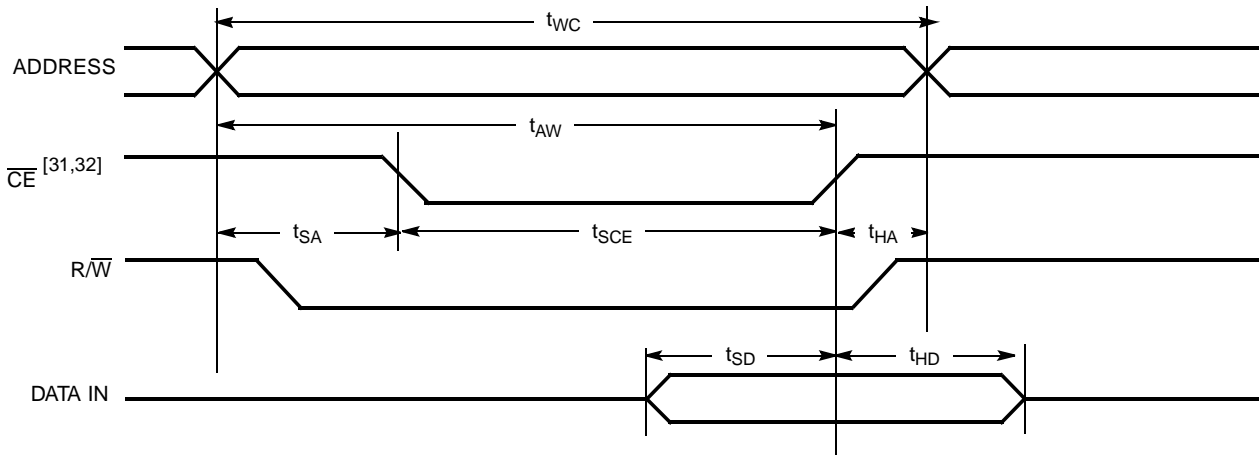 tWC
ADDRESS
tAW
CE [31,32]
tSA
tSCE
tHA
R/W
tSD
tHD
DATA IN